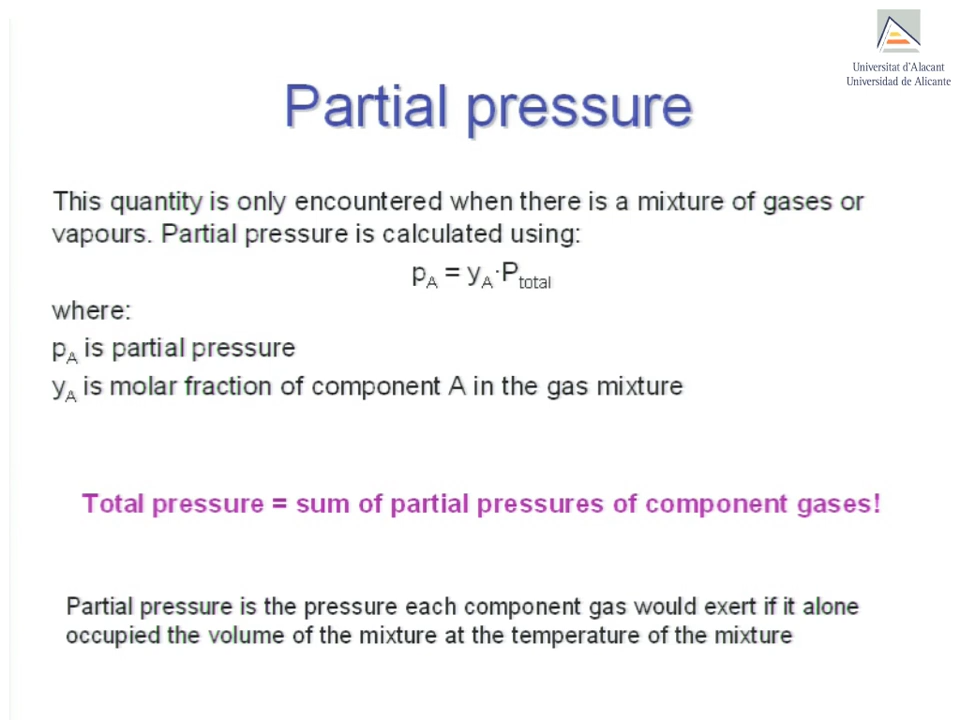 Universitat d'Alacant
Universidad de Alicante
Partial pressure
This quantity is only encountered when there is a mixture of gases or
vapours. Partial pressure is calculated using:
pA = yA·Ptotal
where:
pA is partial pressure
yA is molar fraction of component A in the gas mixture
Total pressure = sum of partial pressures of component gases!
Partial pressure is the pressure each component gas would exert if it alone
occupied the volume of the mixture at the temperature of the mixture